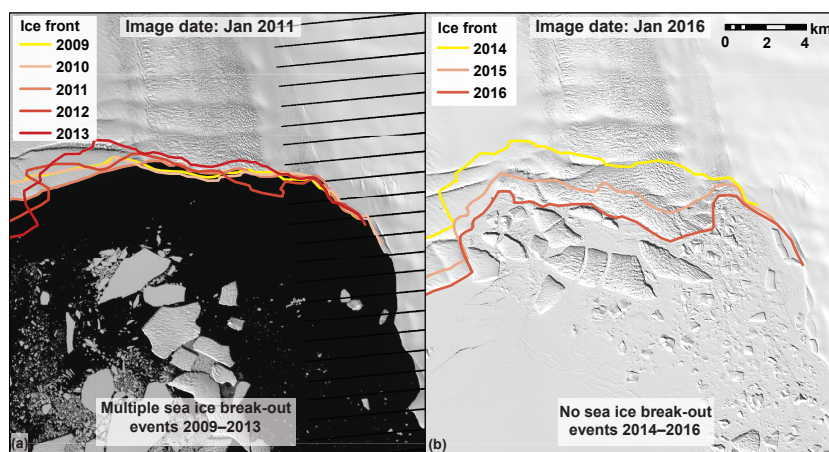 Ice front
2009
2010
2011
2012
2013
Image date: Jan 2011
Multiple sea ice break-out
events 2009–2013
(a)
Ice front
2014
2015
2016
Image date: Jan 2016
0 2 4
km
No sea ice break-out
events 2014–2016
(b)